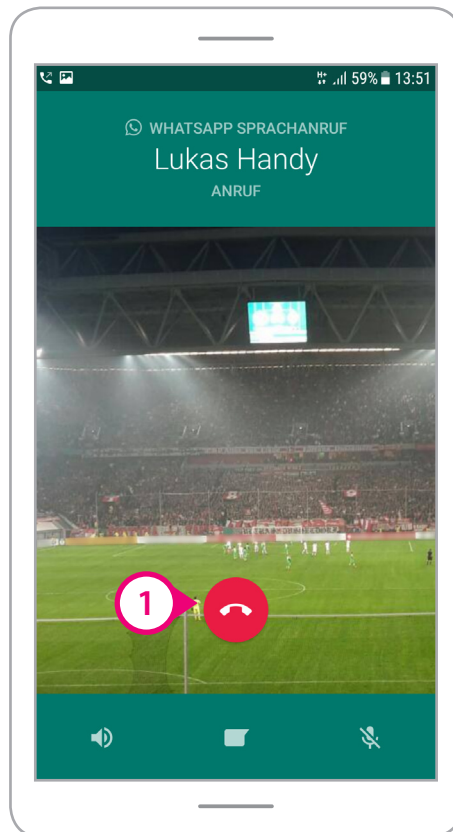 H+ 59% 13:51
WHATSAPP SPRACHANRUF
Lukas Handy
ANRUF
1